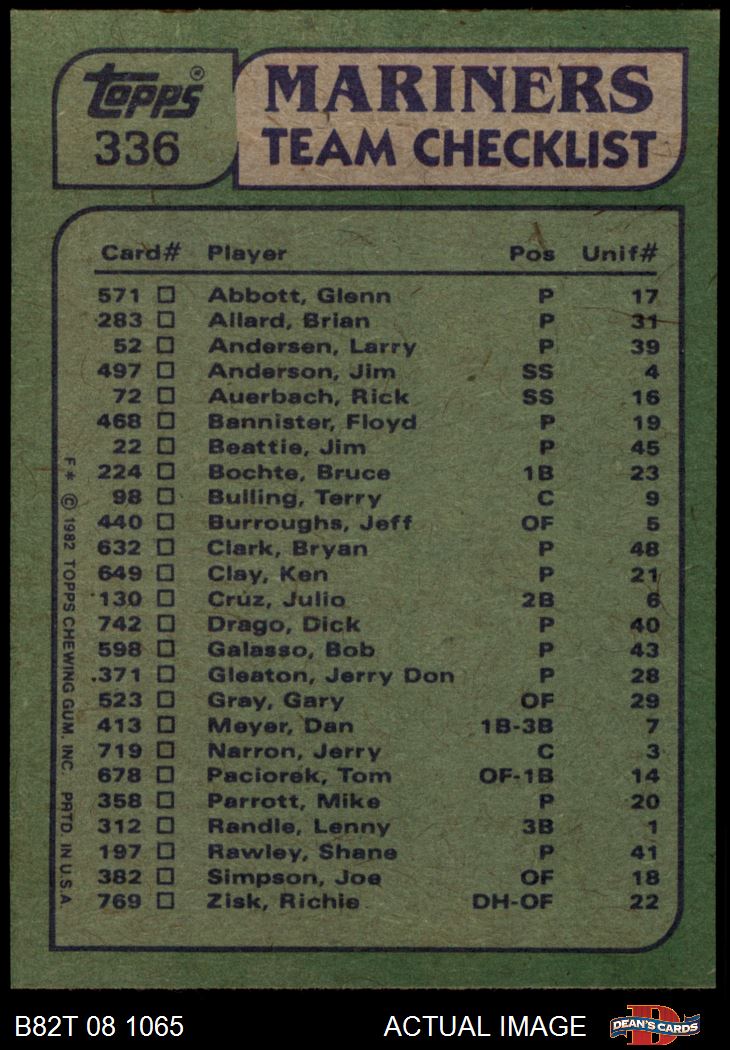 Topps®
336
MARINERS
TEAM CHECKLIST
Card# Player Pos Unif#
571 Abbott, Glenn P 17
283 Allard, Brian P 31
52 Andersen, Larry P 39
497 Anderson, Jim SS 4
72 Auerbach, Rick SS 16
468 Bannister, Floyd P 19
22 Beattie, Jim P 45
224 Bochte, Bruce 1B 23
98 Bulling, Terry C 9
440 Burroughs, Jeff OF 5
632 Clark, Bryan P 48
649 Clay, Ken P 21
130 Cruz, Julio 2B 6
742 Drago, Dick P 40
598 Galasso, Bob P 43
371 Gleaton, Jerry Don P 28
523 Gray, Gary OF 29
413 Meyer, Dan 1B-3B 7
719 Narron, Jerry C 3
678 Paciorek, Tom OF-1B 14
358 Parrott, Mike P 20
312 Randle, Lenny 3B 1
197 Rawley, Shane P 41
382 Simpson, Joe OF 18
769 Zisk, Richie DH-OF 22
F* © 1982 TOPPS CHEWING GUM, INC. PRTD. IN U.S.A.
B82T 08 1065 ACTUAL IMAGE
DEAN'S CARDS